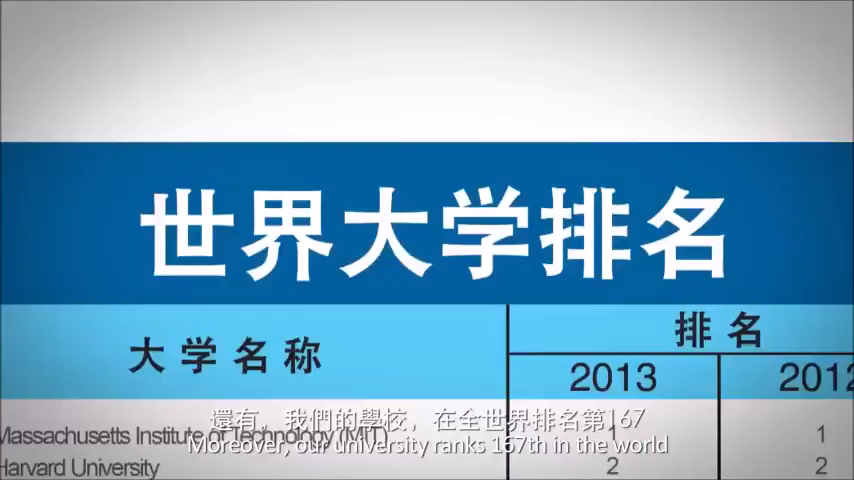 世界大学排名
大学名称
排名
2013
2012
還有，我們的學校，在全世界排名第167
Moreover, our university ranks 167th in the world
Massachusetts Institute of Technology (MIT)
1
1
Harvard University
2
2